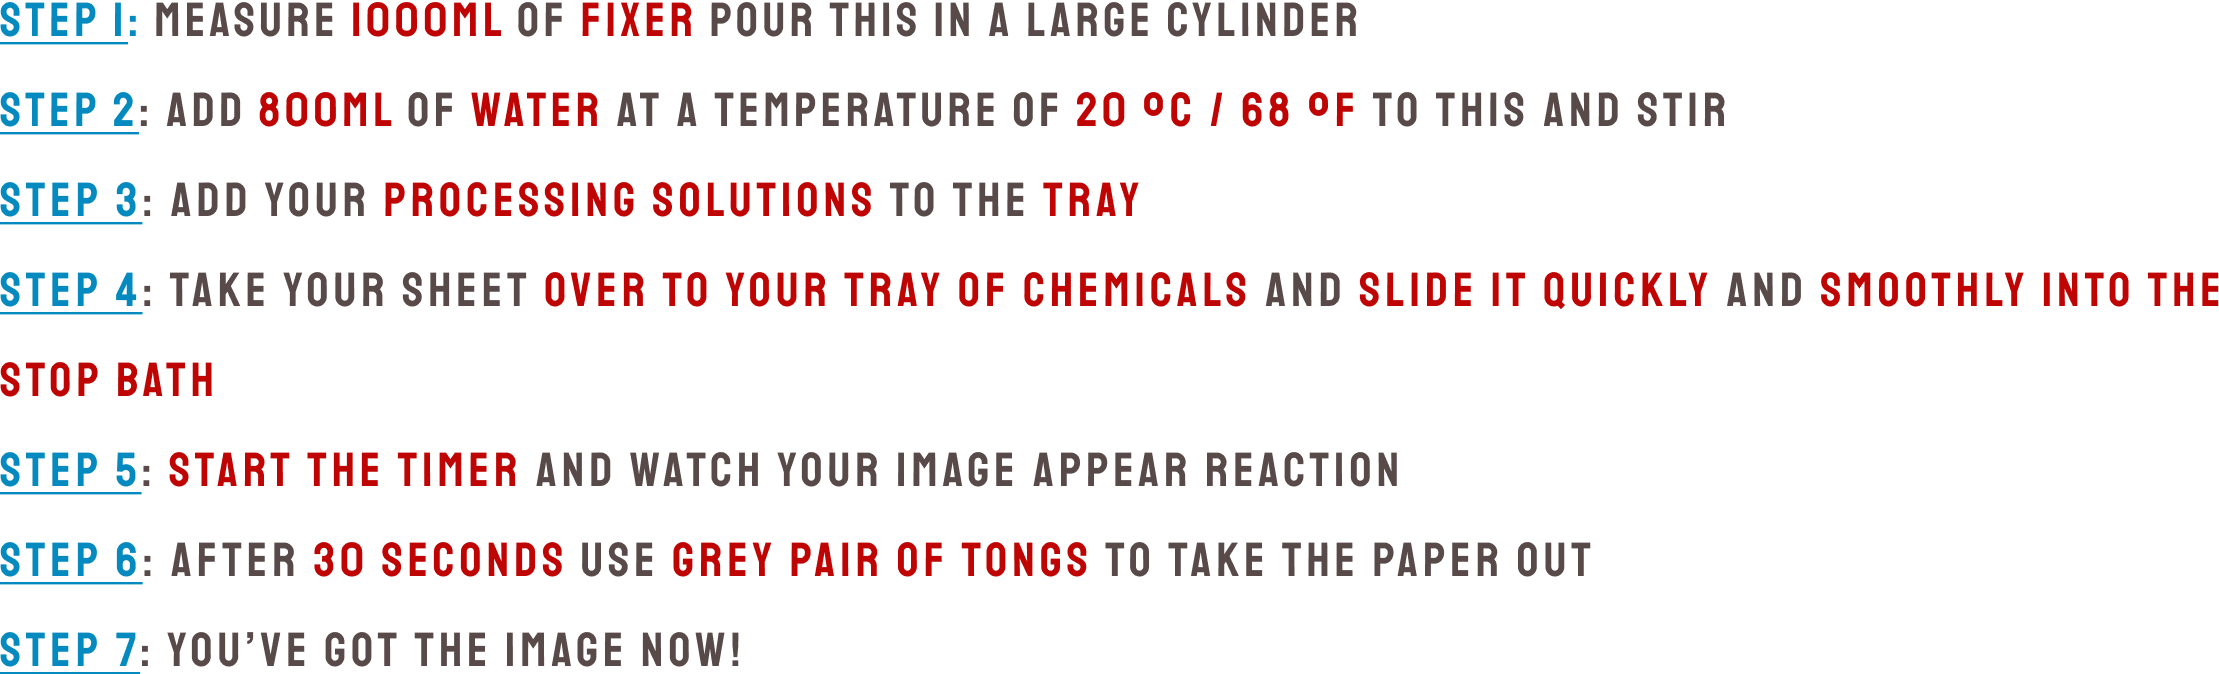 STEP 1: MEASURE 1000ML OF FIXER POUR THIS IN A LARGE CYLINDER
STEP 2: ADD 800ML OF WATER AT A TEMPERATURE OF 20 ºC / 68 ºF TO THIS AND STIR
STEP 3: ADD YOUR PROCESSING SOLUTIONS TO THE TRAY
STEP 4: TAKE YOUR SHEET OVER TO YOUR TRAY OF CHEMICALS AND SLIDE IT QUICKLY AND SMOOTHLY INTO THE
STOP BATH
STEP 5: START THE TIMER AND WATCH YOUR IMAGE APPEAR REACTION
STEP 6: AFTER 30 SECONDS USE GREY PAIR OF TONGS TO TAKE THE PAPER OUT
STEP 7: YOU’VE GOT THE IMAGE NOW!